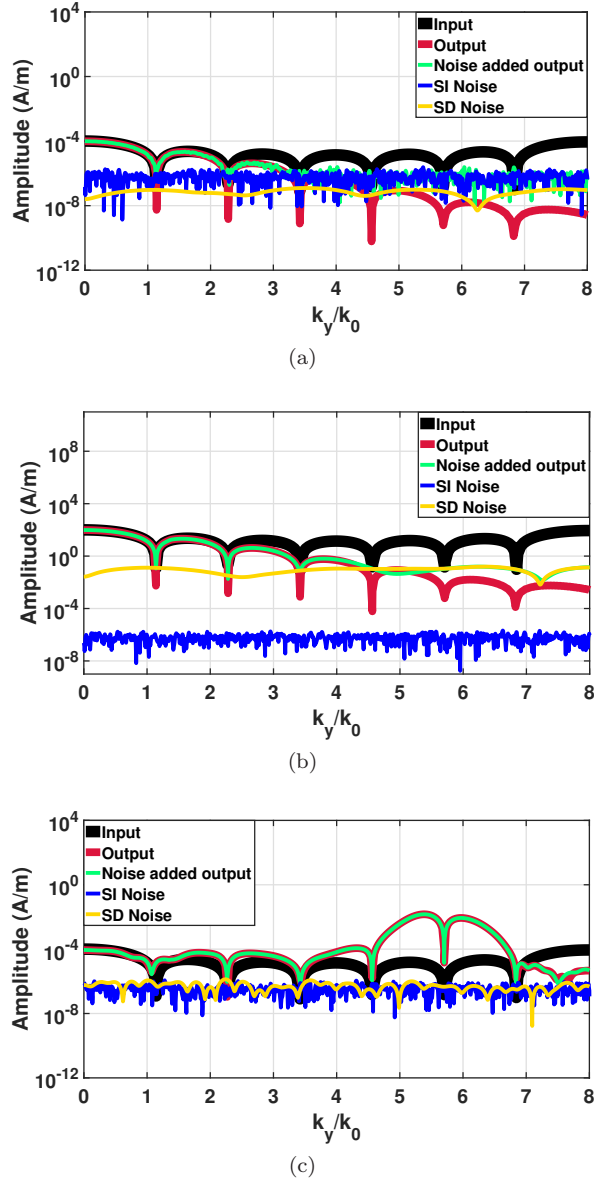 10^4
Input
Output
Noise added output
SI Noise
SD Noise
10^0
10^-4
10^-8
10^-12
Amplitude (A/m)
0 1 2 3 4 5 6 7 8
k_y/k_0
(a)
10^8
Input
Output
Noise added output
SI Noise
SD Noise
10^4
10^0
10^-4
10^-8
Amplitude (A/m)
0 1 2 3 4 5 6 7 8
k_y/k_0
(b)
10^4
Input
Output
Noise added output
SI Noise
SD Noise
10^0
10^-4
10^-8
10^-12
Amplitude (A/m)
0 1 2 3 4 5 6 7 8
k_y/k_0
(c)